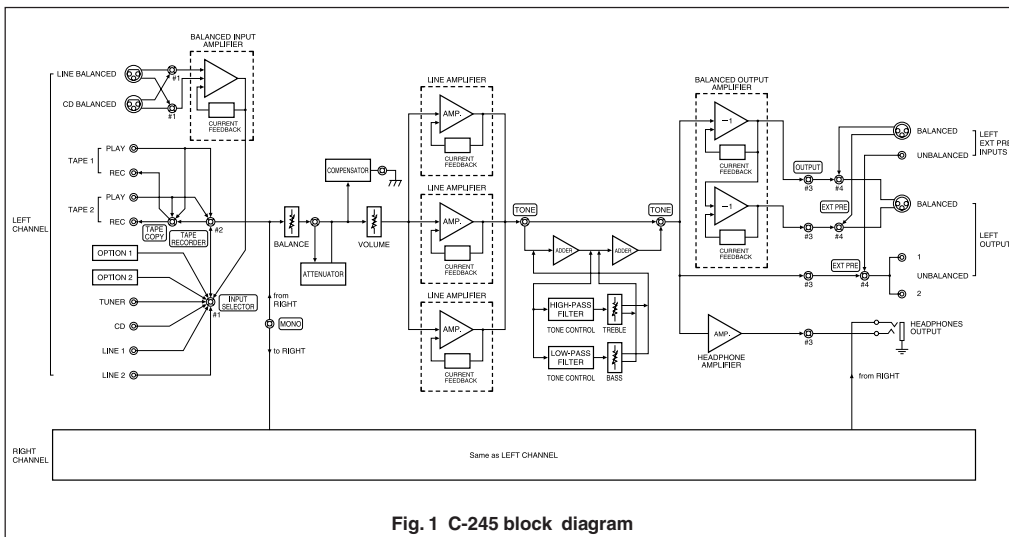 BALANCED INPUT
AMPLIFIER
LINE BALANCED
CD BALANCED
#1
#1
CURRENT
FEEDBACK
TAPE 1
PLAY
REC
TAPE 2
PLAY
REC
TAPE
COPY
TAPE
RECORDER
#2
LEFT
CHANNEL
OPTION 1
OPTION 2
TUNER
CD
LINE 1
LINE 2
INPUT
SELECTOR
#1
from
RIGHT
MONO
to RIGHT
BALANCE
ATTENUATOR
COMPENSATOR
VOLUME
LINE AMPLIFIER
AMP.
CURRENT
FEEDBACK
LINE AMPLIFIER
AMP.
CURRENT
FEEDBACK
LINE AMPLIFIER
AMP.
CURRENT
FEEDBACK
TONE
TONE
ADDER
ADDER
HIGH-PASS
FILTER
TONE CONTROL
TREBLE
LOW-PASS
FILTER
TONE CONTROL
BASS
BALANCED OUTPUT
AMPLIFIER
−1
CURRENT
FEEDBACK
−1
CURRENT
FEEDBACK
OUTPUT
#3
#4
EXT PRE
#3
#4
EXT PRE
#3
#4
BALANCED
UNBALANCED
LEFT
EXT PRE
INPUTS
BALANCED
1
UNBALANCED
2
LEFT
OUTPUT
AMP.
HEADPHONE
AMPLIFIER
#3
HEADPHONES
OUTPUT
from RIGHT
RIGHT
CHANNEL
Same as LEFT CHANNEL
Fig. 1 C-245 block diagram